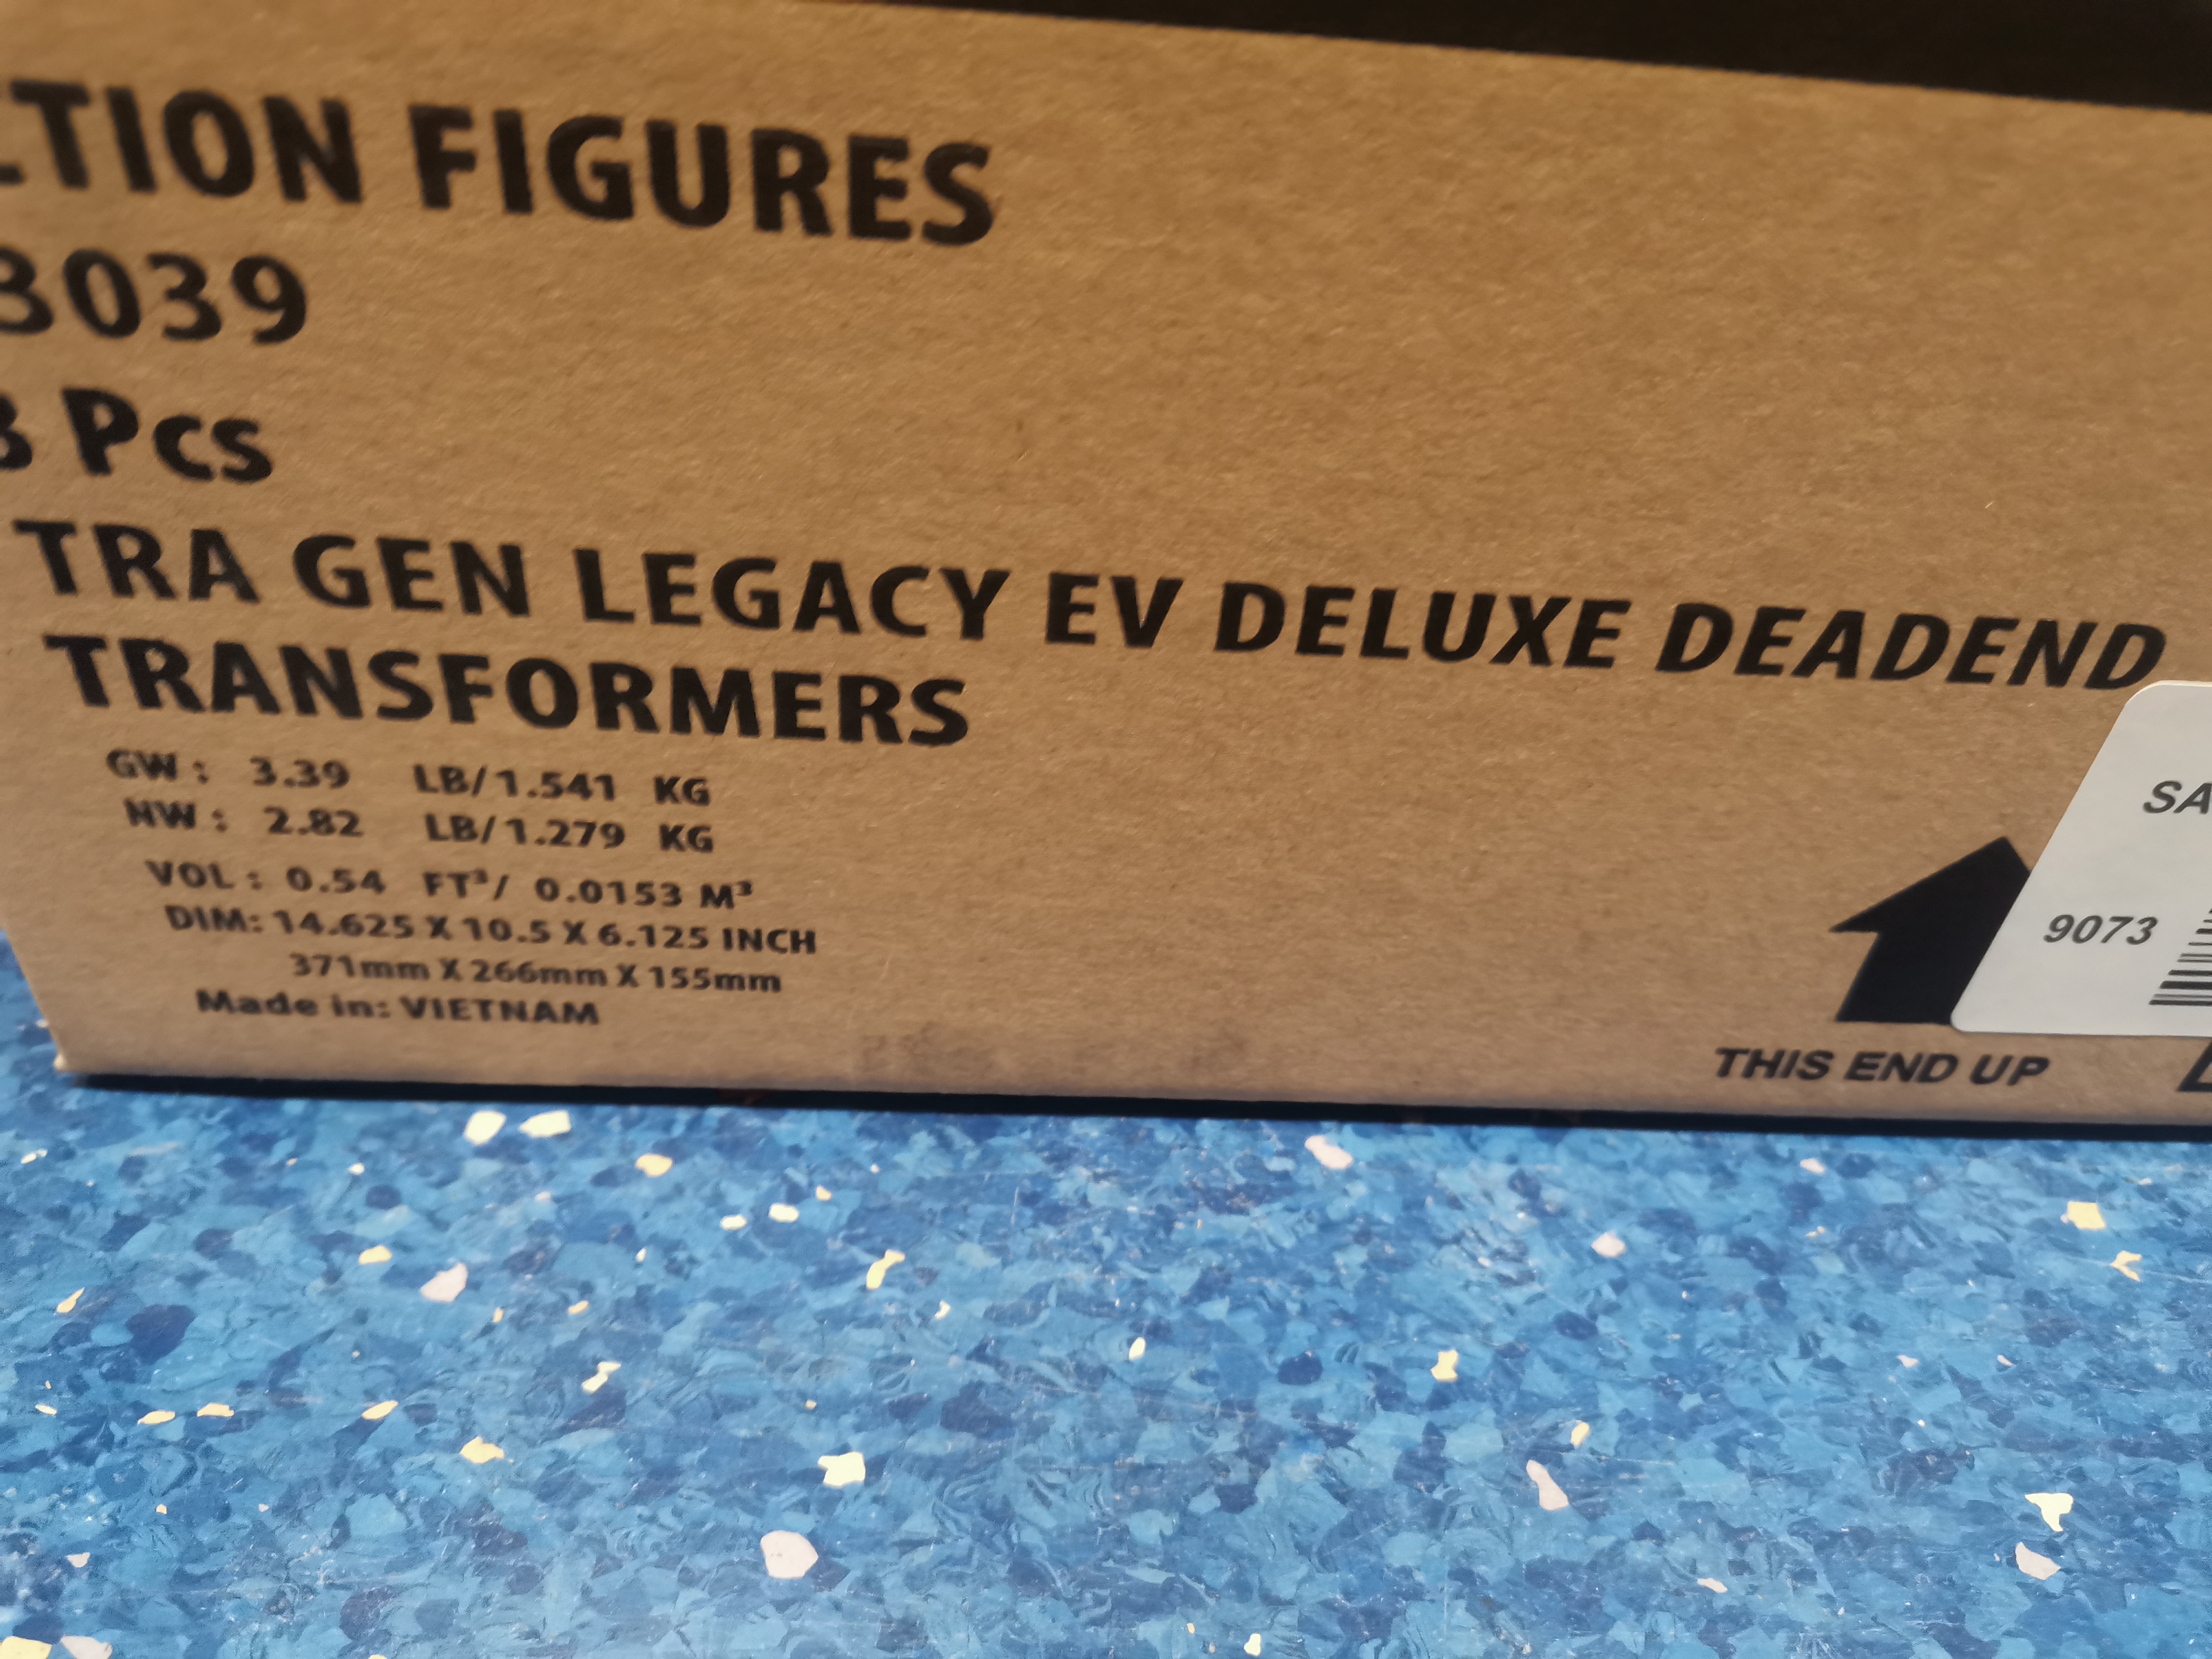 CTION FIGURES
3039
3 Pcs
TRA GEN LEGACY EV DELUXE DEADEND
TRANSFORMERS
GW : 3.39 LB/1.541 KG
NW : 2.82 LB/1.279 KG
VOL : 0.54 FT³/ 0.0153 M³
DIM: 14.625 X 10.5 X 6.125 INCH
371mm X 266mm X 155mm
Made in: VIETNAM
SA
9073
THIS END UP